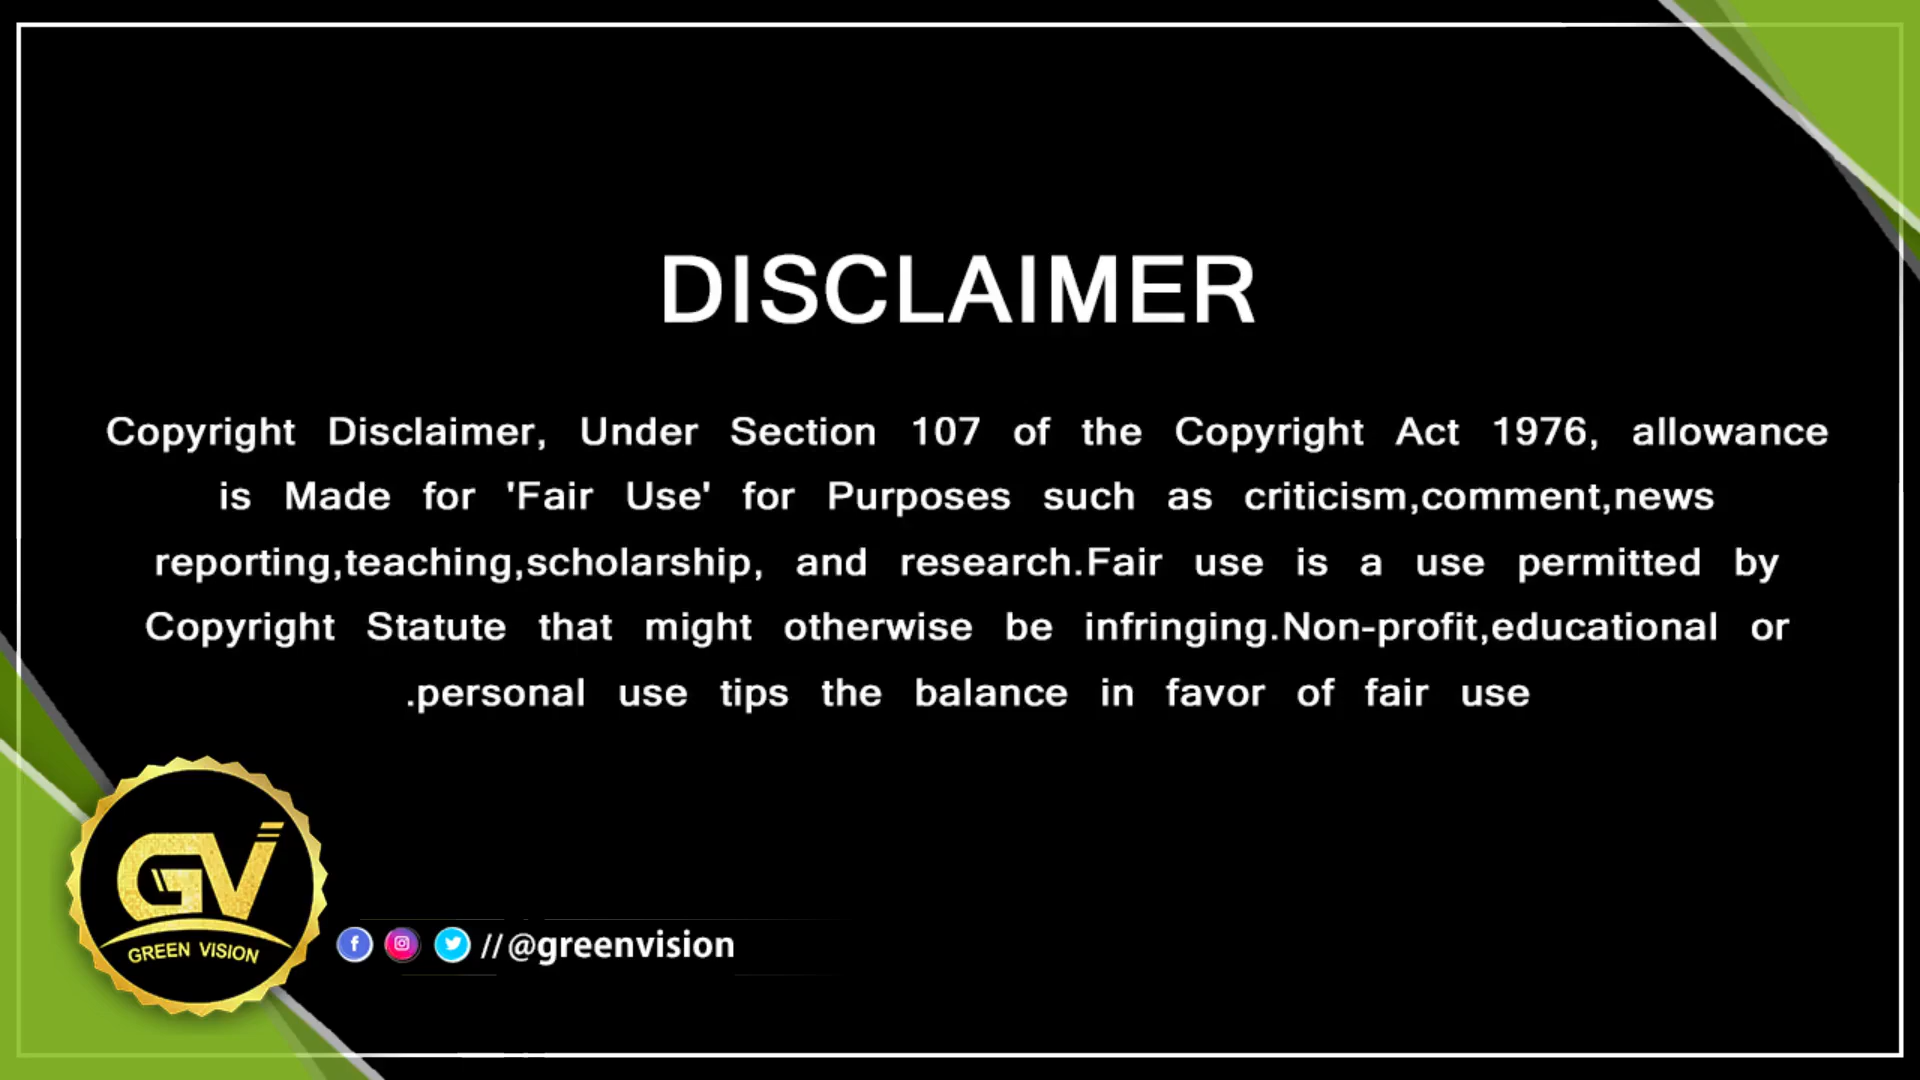 DISCLAIMER
Copyright Disclaimer, Under Section 107 of the Copyright Act 1976, allowance
is Made for 'Fair Use' for Purposes such as criticism,comment,news
reporting,teaching,scholarship, and research.Fair use is a use permitted by
Copyright Statute that might otherwise be infringing.Non-profit,educational or
.personal use tips the balance in favor of fair use
GV
GREEN VISION
//@greenvision